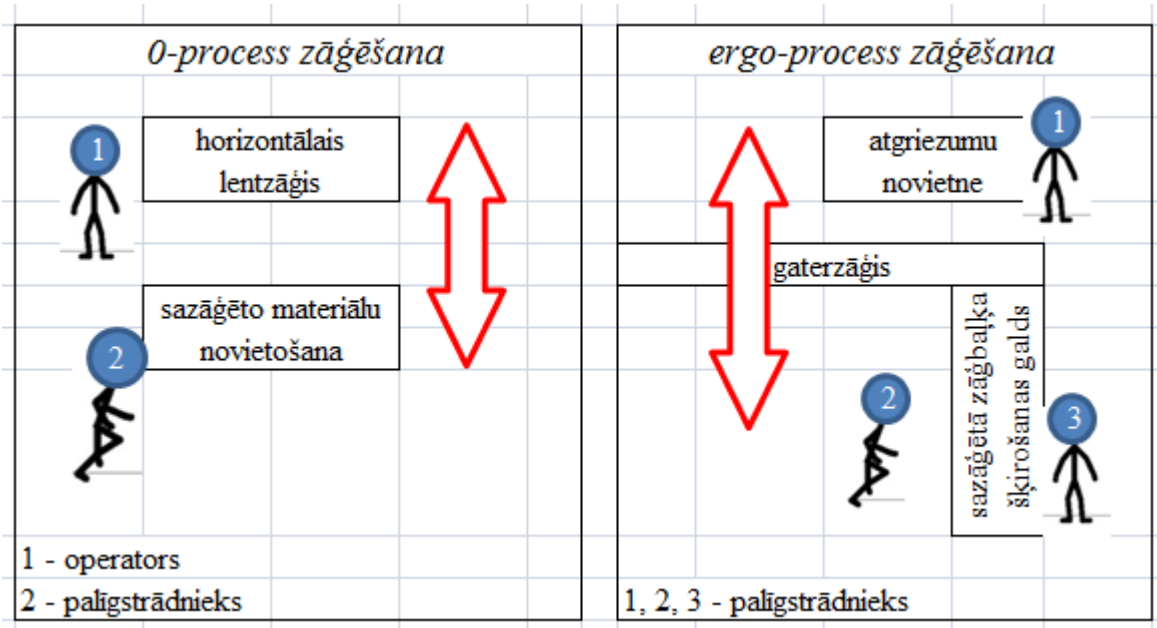 0-process zāģēšana
1
horizontālais
lentzāģis
sazāģēto materiālu
novietošana
2
1 - operators
2 - palīgstrādnieks
ergo-process zāģēšana
atgriezumu
novietne
1
gaterzāģis
sazāģētā zāģbaļķa
šķirošanas galds
2
3
1, 2, 3 - palīgstrādnieks